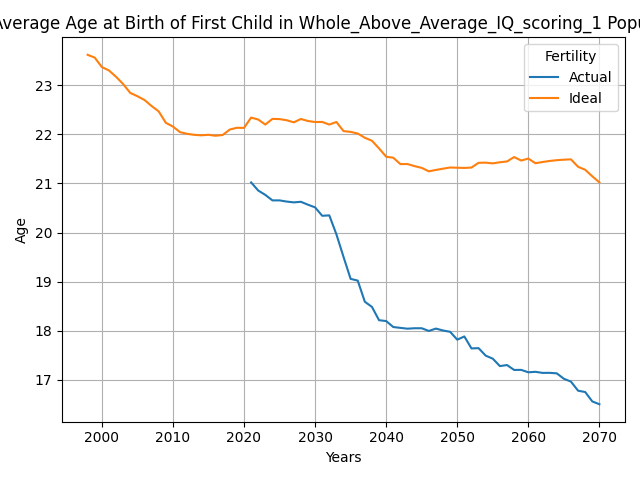 Average Age at Birth of First Child in Whole_Above_Average_IQ_scoring_1
Fertility
Actual
Ideal
Age
23
22
21
20
19
18
17
2000 2010 2020 2030 2040 2050 2060 2070
Years